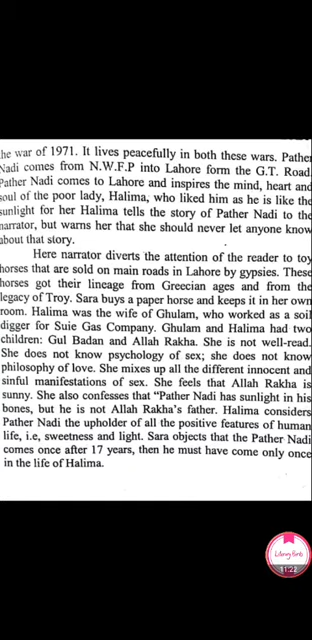 the war of 1971. It lives peacefully in both these wars. Pather
Nadi comes from N.W.F.P into Lahore form the G.T. Road.
Pather Nadi comes to Lahore and inspires the mind, heart and
soul of the poor lady, Halima, who liked him as he is like the
sunlight for her Halima tells the story of Pather Nadi to the
narrator, but warns her that she should never let anyone know
about that story.
Here narrator diverts the attention of the reader to toy
horses that are sold on main roads in Lahore by gypsies. These
horses got their lineage from Greecian ages and from the
legacy of Troy. Sara buys a paper horse and keeps it in her own
room. Halima was the wife of Ghulam, who worked as a soil
digger for Suie Gas Company. Ghulam and Halima had two
children: Gul Badan and Allah Rakha. She is not well-read.
She does not know psychology of sex; she does not know
philosophy of love. She mixes up all the different innocent and
sinful manifestations of sex. She feels that Allah Rakha is
sunny. She also confesses that "Pather Nadi has sunlight in his
bones, but he is not Allah Rakha's father. Halima considers
Pather Nadi the upholder of all the positive features of human
life, i.e, sweetness and light. Sara objects that the Pather Nadi
comes once after 17 years, then he must have come only once
in the life of Halima.
11:22